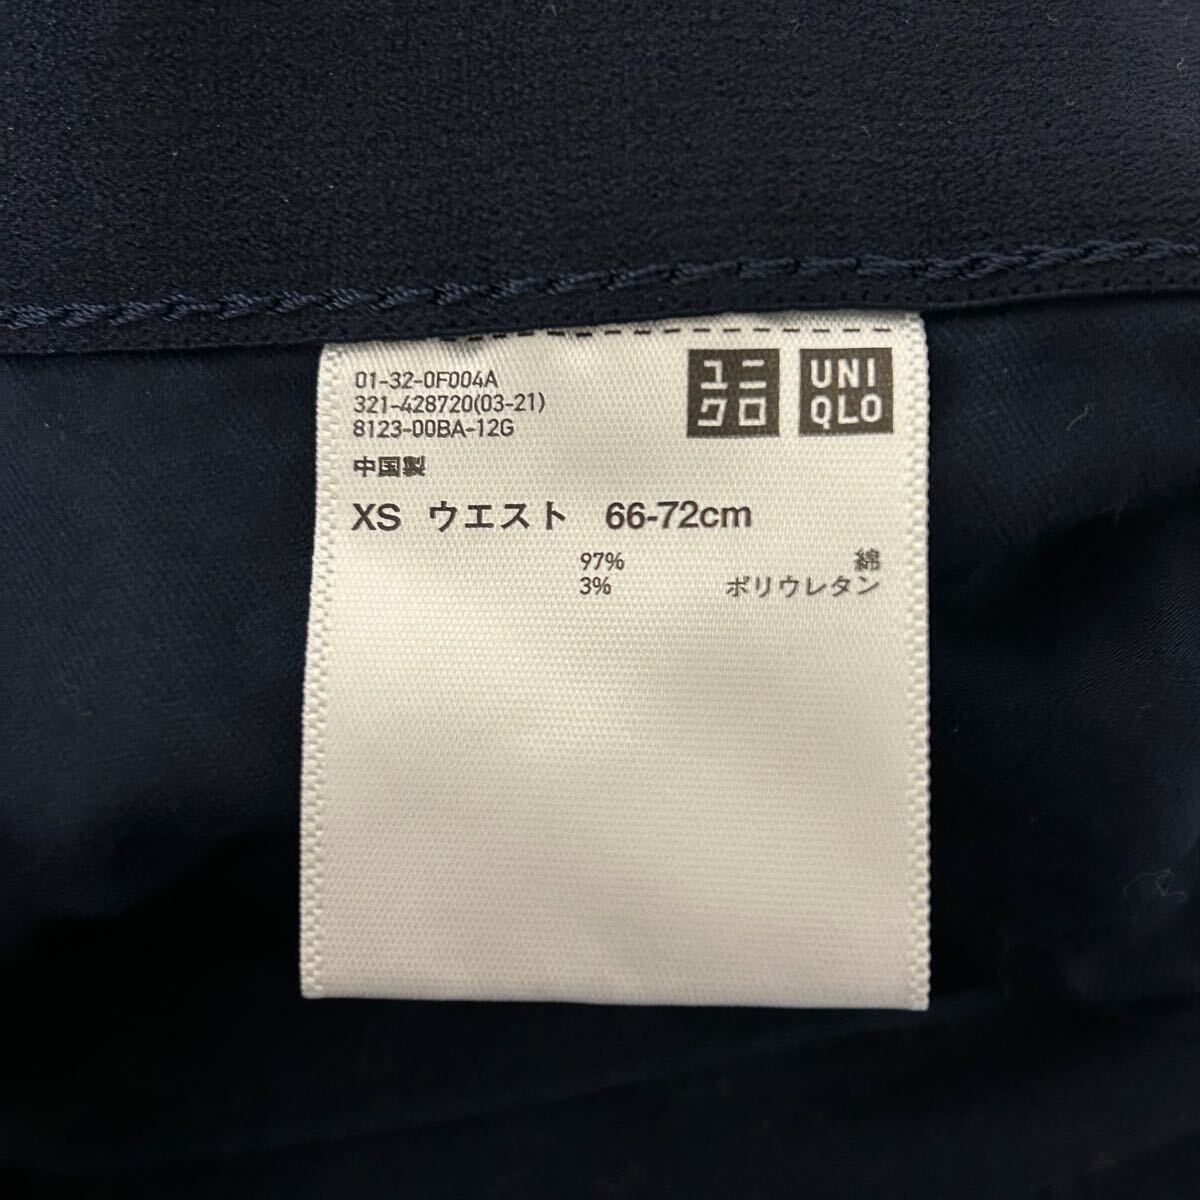 01-32-0F004A
321-428720(03-21)
8123-00BA-12G
ユニ
クロ
UNI
QLO
中国製
XS ウエスト 66-72cm
97% 綿
3% ポリウレタン